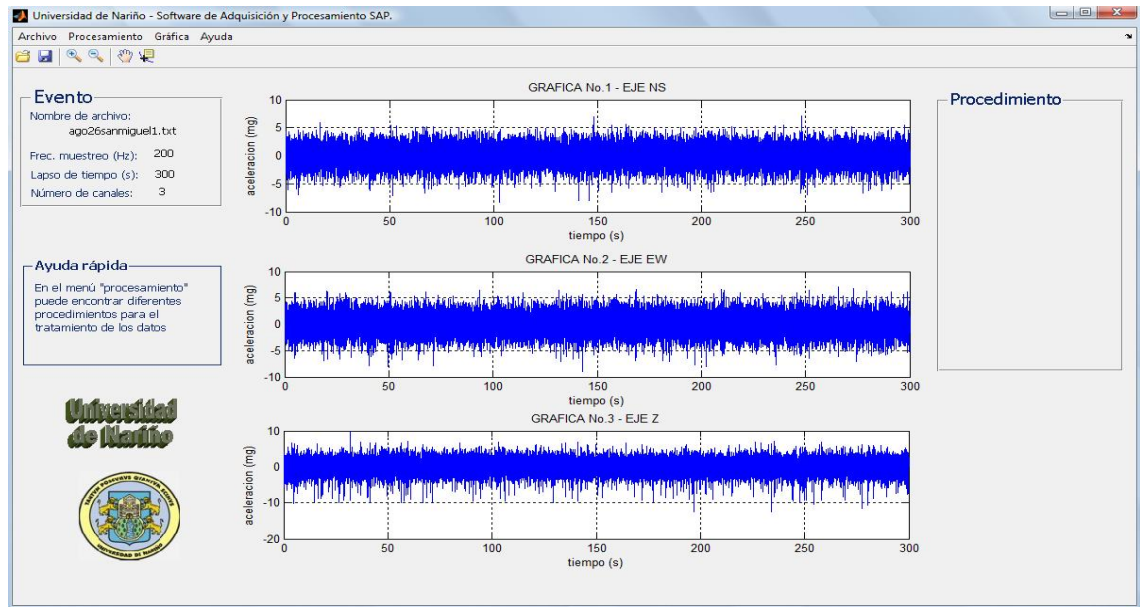 Universidad de Nariño - Software de Adquisición y Procesamiento SAP.
Archivo Procesamiento Gráfica Ayuda
Evento
Nombre de archivo:
ago26sanmiguel1.txt
Frec. muestreo (Hz): 200
Lapso de tiempo (s): 300
Número de canales: 3
Ayuda rápida
En el menú "procesamiento"
puede encontrar diferentes
procedimientos para el
tratamiento de los datos
Universidad
de Nariño
UNIVERSIDAD DE NARIÑO
GRAFICA No.1 - EJE NS
aceleracion (mg)
10
5
0
-5
-10
0 50 100 150 200 250 300
tiempo (s)
GRAFICA No.2 - EJE EW
aceleracion (mg)
10
5
0
-5
-10
0 50 100 150 200 250 300
tiempo (s)
GRAFICA No.3 - EJE Z
aceleracion (mg)
10
0
-10
-20
0 50 100 150 200 250 300
tiempo (s)
Procedimiento